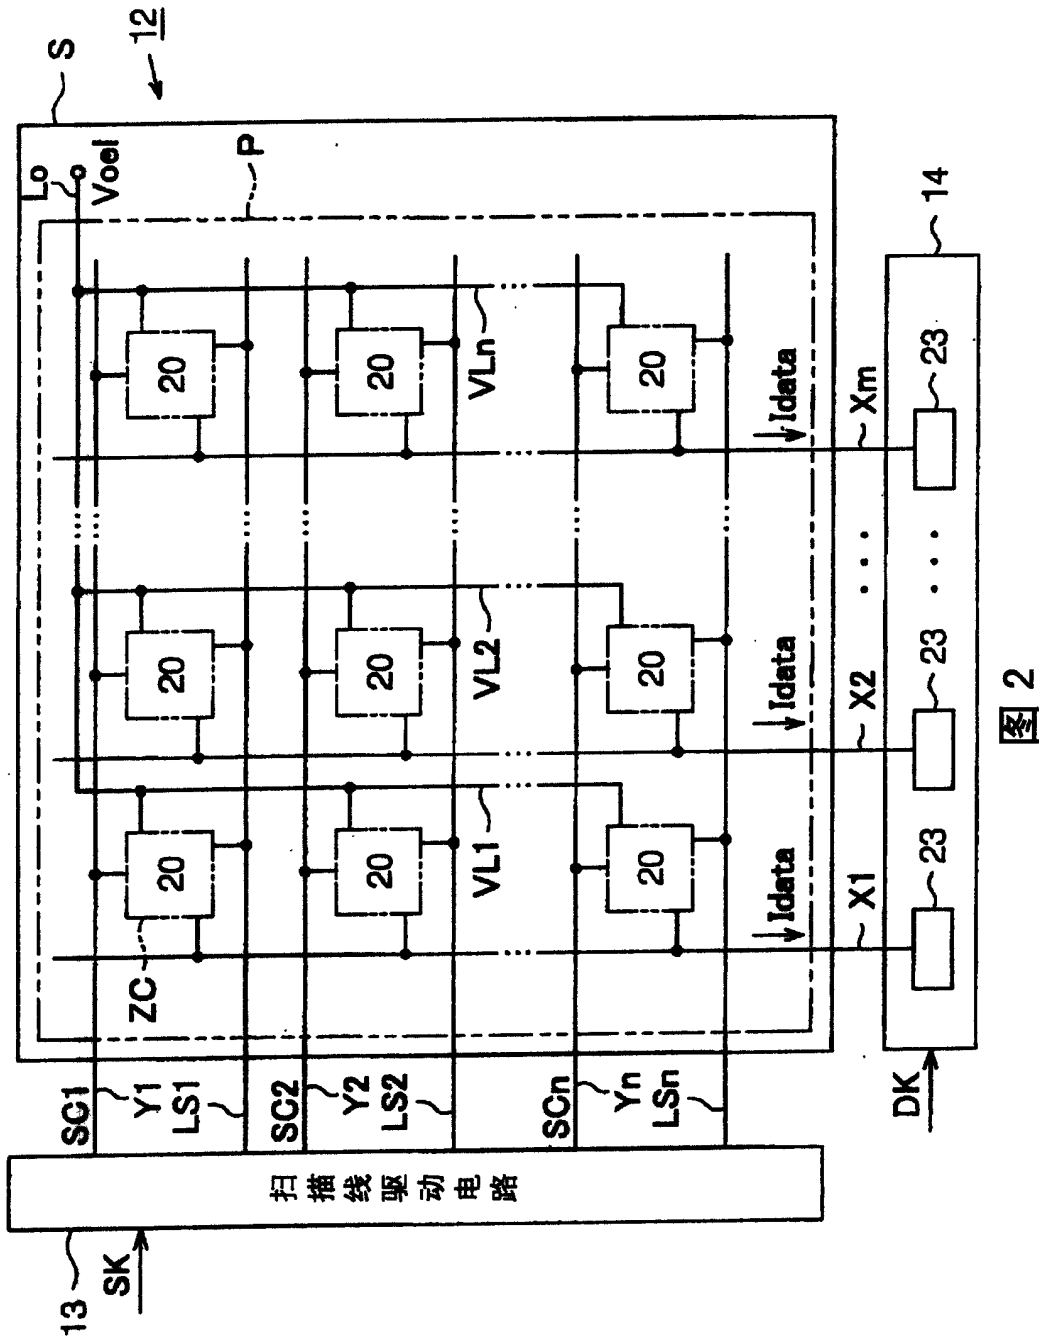 12
S
Lo
Voel
P
13
SK
扫描线驱动电路
SC1
Y1
LS1
ZC
20
20
20
SC2
Y2
LS2
20
20
20
VL1
VL2
VLn
SCn
Yn
LSn
20
20
20
Idata
Idata
Idata
X1
X2
Xm
DK
23
23
23
14
图 2